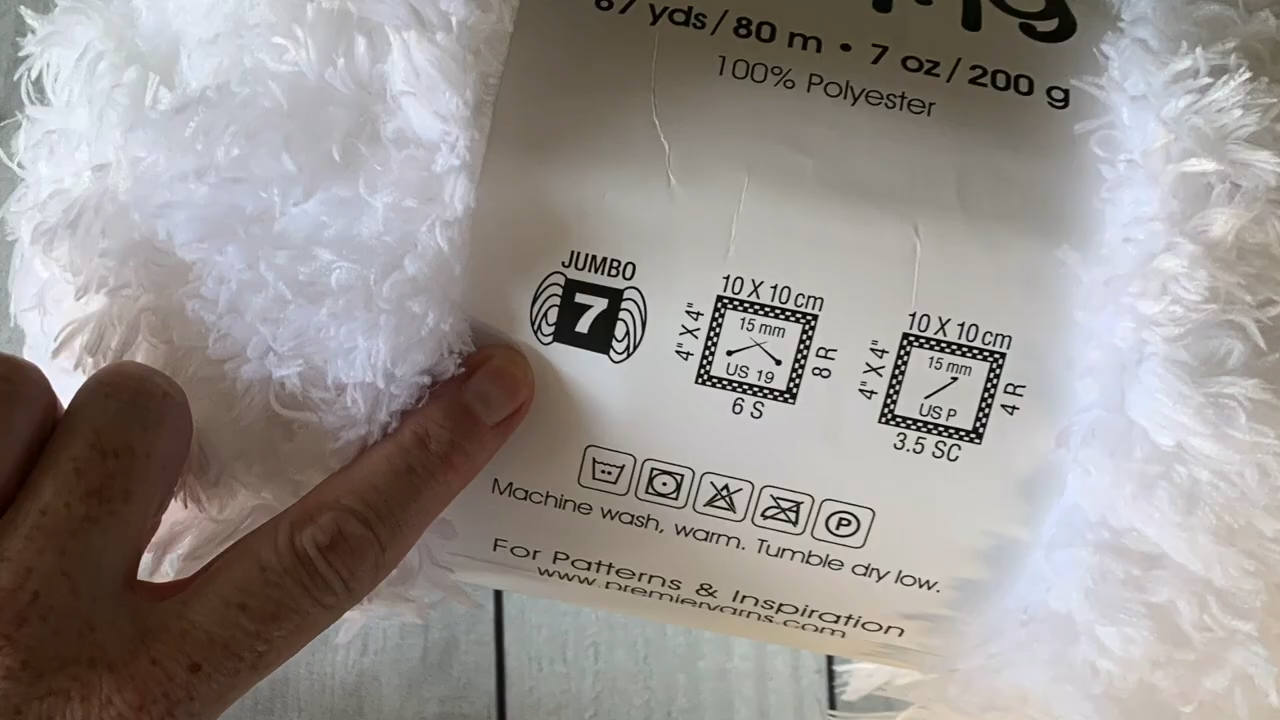 87 yds / 80 m • 7 oz / 200 g
100% Polyester
JUMBO
7
10 X 10 cm
4" X 4"
15 mm
US 19
8 R
6 S
10 X 10 cm
4" X 4"
15 mm
US P
4 R
3.5 SC
P
Machine wash, warm. Tumble dry low.
For Patterns & Inspiration
www.premieryarns.com